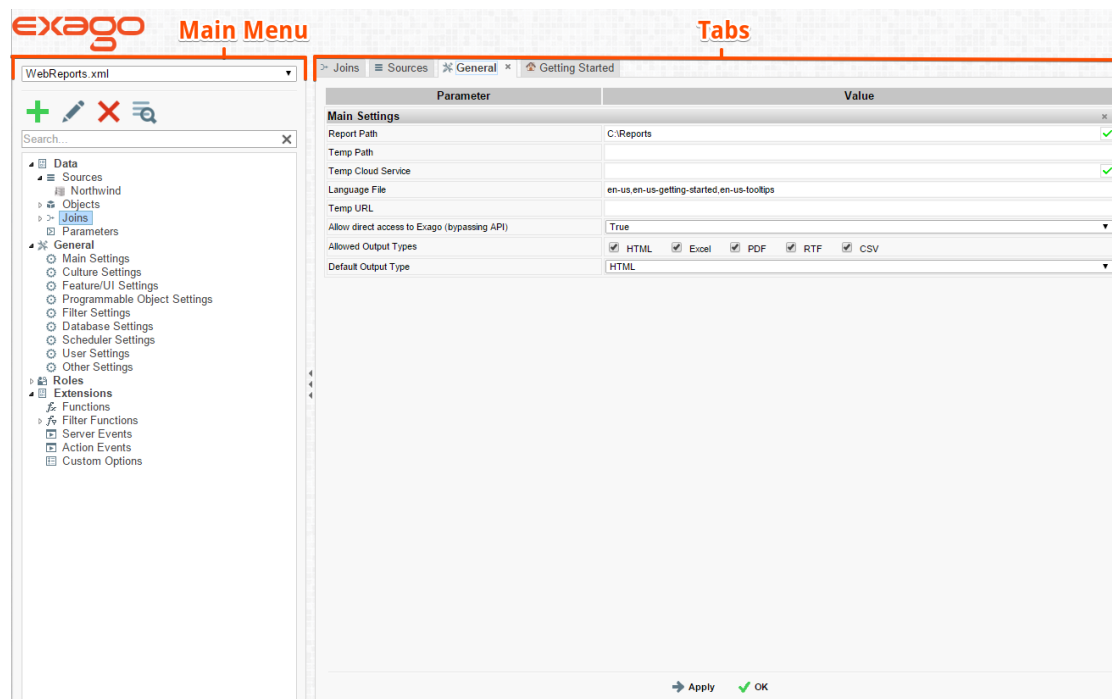 exago
Main Menu
Tabs
WebReports.xml
Search...
Data
Sources
Northwind
Objects
Joins
Parameters
General
Main Settings
Culture Settings
Feature/UI Settings
Programmable Object Settings
Filter Settings
Database Settings
Scheduler Settings
User Settings
Other Settings
Roles
Extensions
Functions
Filter Functions
Server Events
Action Events
Custom Options
Joins Sources General × Getting Started
Parameter Value
Main Settings
Report Path C:\Reports
Temp Path
Temp Cloud Service
Language File en-us,en-us-getting-started,en-us-tooltips
Temp URL
Allow direct access to Exago (bypassing API) True
Allowed Output Types HTML Excel PDF RTF CSV
Default Output Type HTML
Apply OK